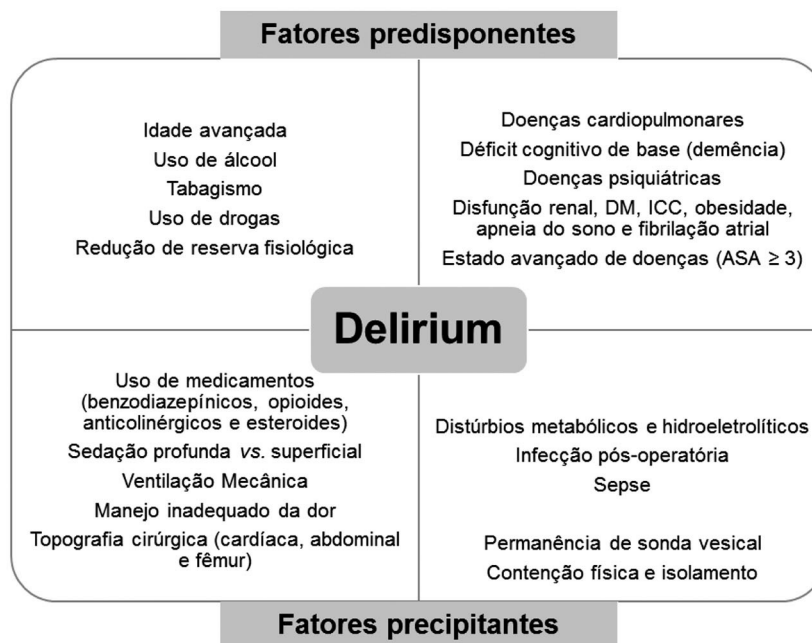 Fatores predisponentes
Idade avançada
Uso de álcool
Tabagismo
Uso de drogas
Redução de reserva fisiológica
Doenças cardiopulmonares
Déficit cognitivo de base (demência)
Doenças psiquiátricas
Disfunção renal, DM, ICC, obesidade,
apneia do sono e fibrilação atrial
Estado avançado de doenças (ASA ≥ 3)
Delirium
Uso de medicamentos
(benzodiazepínicos, opioides,
anticolinérgicos e esteroides)
Sedação profunda vs. superficial
Ventilação Mecânica
Manejo inadequado da dor
Topografia cirúrgica (cardíaca, abdominal
e fêmur)
Distúrbios metabólicos e hidroeletrolíticos
Infecção pós-operatória
Sepse
Permanência de sonda vesical
Contenção física e isolamento
Fatores precipitantes